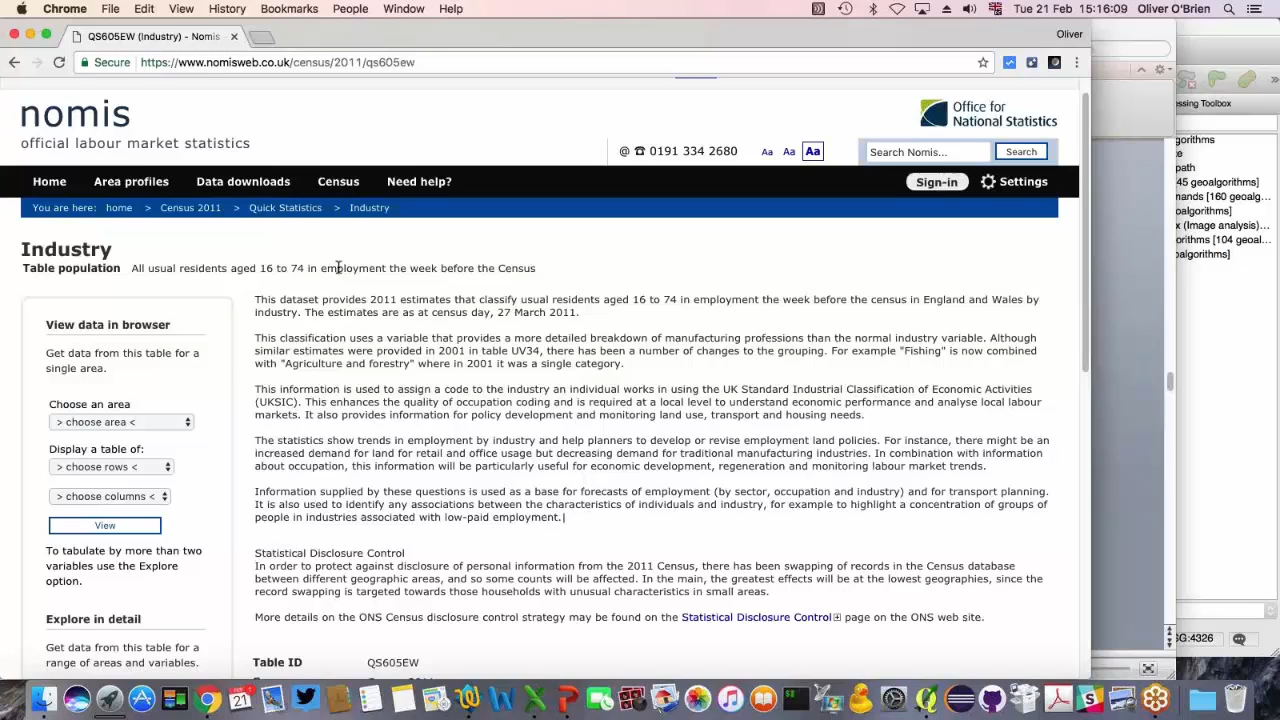 Chrome File Edit View History Bookmarks People Window Help Tue 21 Feb 15:16:09 Oliver O'Brien
QS605EW (Industry) - Nomis
Oliver
Secure https://www.nomisweb.co.uk/census/2011/qs605ew
essing Toolbox
nomis
official labour market statistics
Office for
National Statistics
@ ☎ 0191 334 2680 Aa Aa Aa Search Nomis... Search
lgorithms
te
path
45 geoalgorithms]
mands [160 geoalg...
oalgorithms]
x (Image analysis)...
orithms [104 geoal...
oalgorithms]
Home Area profiles Data downloads Census Need help? Sign-in Settings
You are here: home > Census 2011 > Quick Statistics > Industry
Industry
Table population All usual residents aged 16 to 74 in employment the week before the Census
View data in browser
Get data from this table for a
single area.
Choose an area
> choose area <
Display a table of:
> choose rows <
> choose columns <
View
To tabulate by more than two
variables use the Explore
option.
Explore in detail
Get data from this table for a
range of areas and variables.
This dataset provides 2011 estimates that classify usual residents aged 16 to 74 in employment the week before the census in England and Wales by
industry. The estimates are as at census day, 27 March 2011.
This classification uses a variable that provides a more detailed breakdown of manufacturing professions than the normal industry variable. Although
similar estimates were provided in 2001 in table UV34, there has been a number of changes to the grouping. For example "Fishing" is now combined
with "Agriculture and forestry" where in 2001 it was a single category.
This information is used to assign a code to the industry an individual works in using the UK Standard Industrial Classification of Economic Activities
(UKSIC). This enhances the quality of occupation coding and is required at a local level to understand economic performance and analyse local labour
markets. It also provides information for policy development and monitoring land use, transport and housing needs.
The statistics show trends in employment by industry and help planners to develop or revise employment land policies. For instance, there might be an
increased demand for land for retail and office usage but decreasing demand for traditional manufacturing industries. In combination with information
about occupation, this information will be particularly useful for economic development, regeneration and monitoring labour market trends.
Information supplied by these questions is used as a base for forecasts of employment (by sector, occupation and industry) and for transport planning.
It is also used to identify any associations between the characteristics of individuals and industry, for example to highlight a concentration of groups of
people in industries associated with low-paid employment.|
Statistical Disclosure Control
In order to protect against disclosure of personal information from the 2011 Census, there has been swapping of records in the Census database
between different geographic areas, and so some counts will be affected. In the main, the greatest effects will be at the lowest geographies, since the
record swapping is targeted towards those households with unusual characteristics in small areas.
More details on the ONS Census disclosure control strategy may be found on the Statistical Disclosure Control page on the ONS web site.
Table ID QS605EW
SG:4326